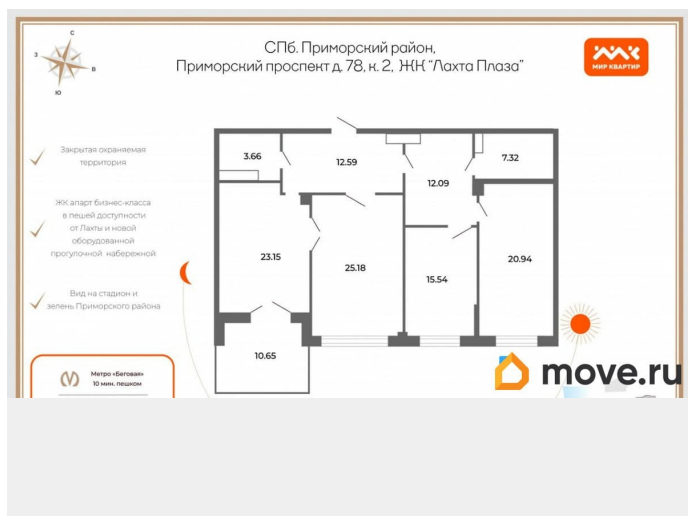 СПб. Приморский район,
Приморский проспект д. 78, к. 2, ЖК "Лахта Плаза"
МИР КВАРТИР
С
З
В
Ю
Закрытая охраняемая
территория
ЖК апарт бизнес-класса
в пешей доступности
от Лахты и новой
оборудованной
прогулочной набережной
Вид на стадион и
зелень Приморского района
Метро «Беговая»
10 мин. пешком
3.66
12.59
12.09
7.32
23.15
25.18
15.54
20.94
10.65
move.ru